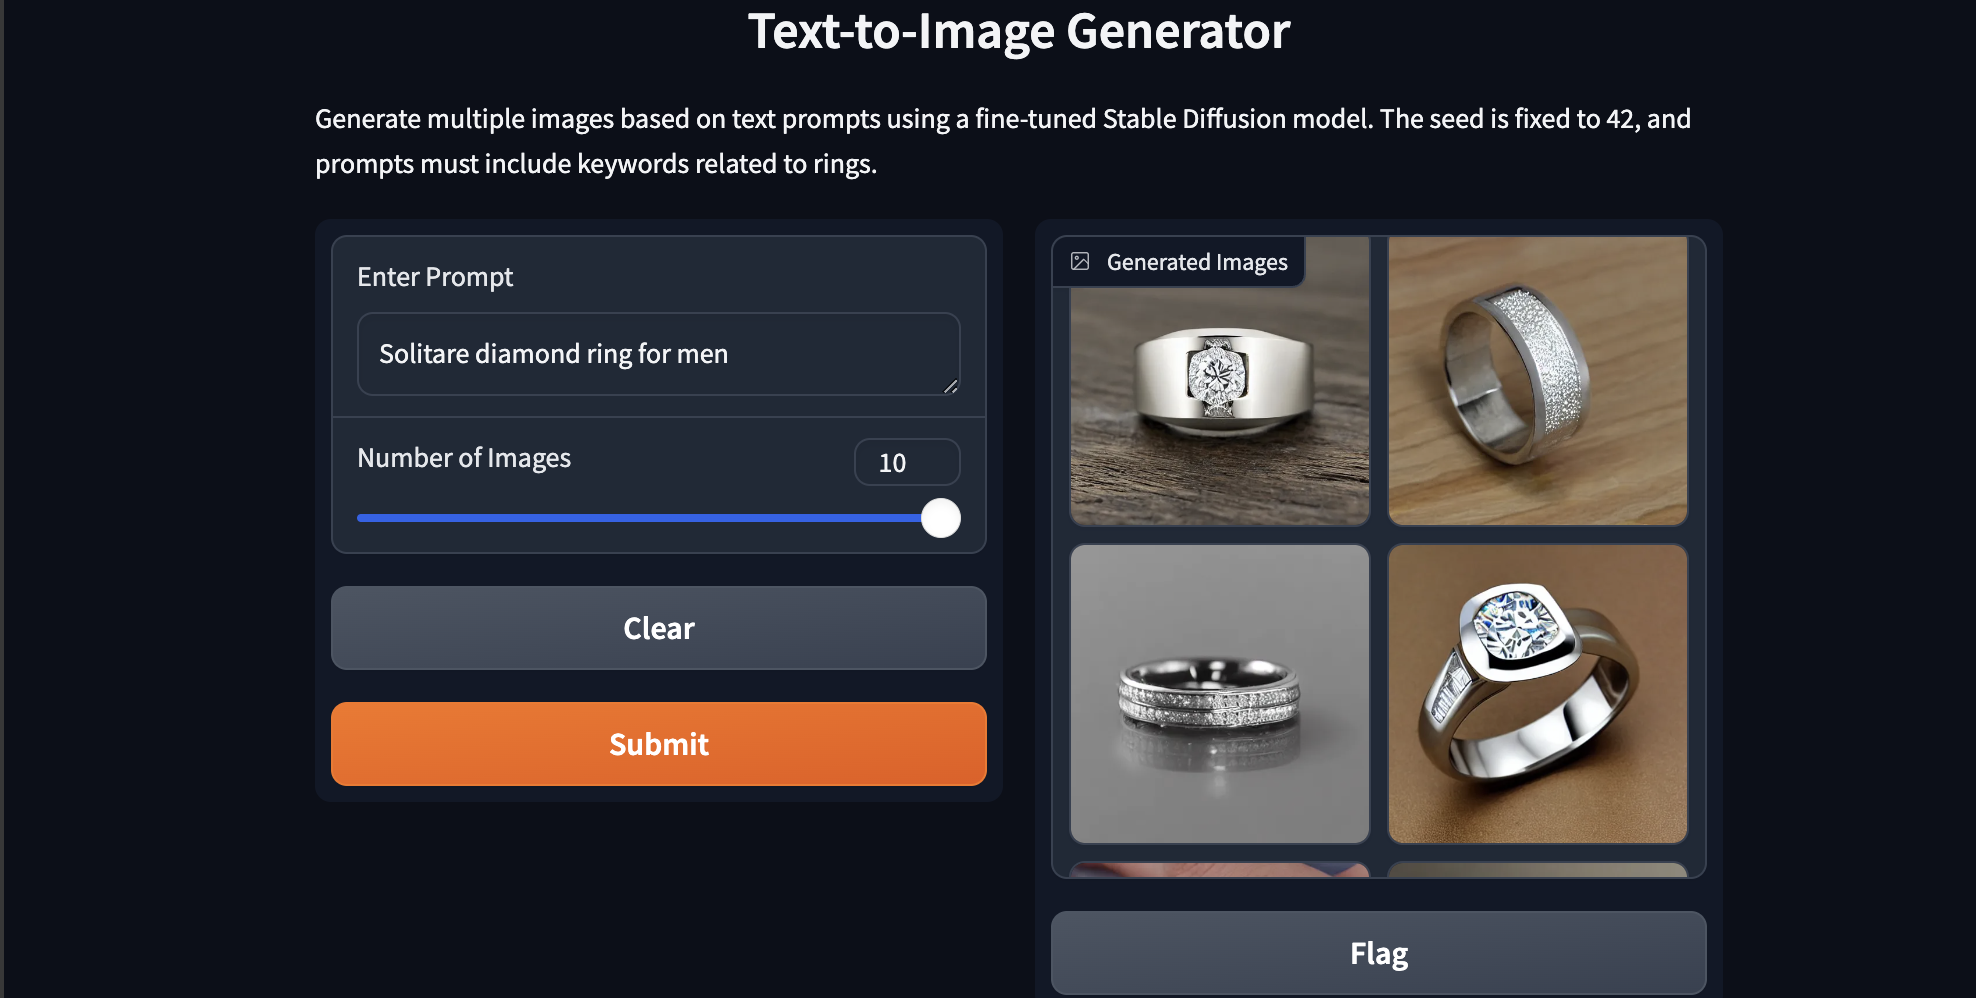 Text-to-Image Generator
Generate multiple images based on text prompts using a fine-tuned Stable Diffusion model. The seed is fixed to 42, and
prompts must include keywords related to rings.
Enter Prompt
Solitare diamond ring for men
Number of Images
10
Clear
Submit
Generated Images
Flag